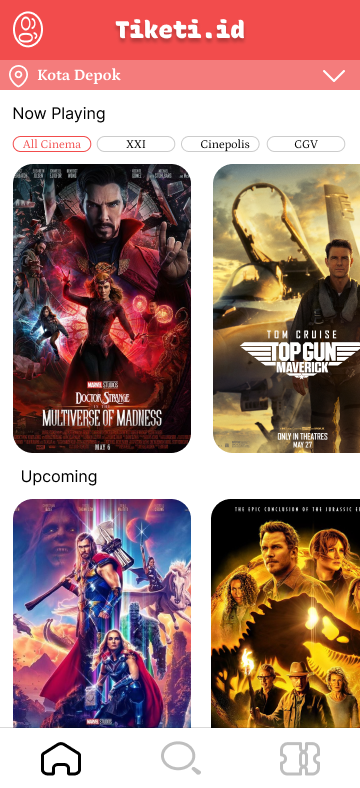 Tiketi.id
Kota Depok
Now Playing
All Cinema
XXI
Cinepolis
CGV
MARVEL STUDIOS
DOCTOR STRANGE
IN THE
MULTIVERSE OF MADNESS
MAY 6
TOM CRUISE
TOP GUN
MAVERICK
ONLY IN THEATRES
MAY 27
Upcoming
MARVEL STUDIOS
THE EPIC CONCLUSION OF THE JURASSIC